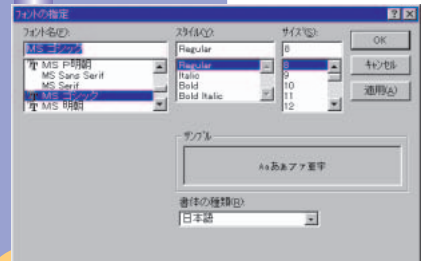 フォントの指定
フォント名(F):
MS ゴシック
MS P明朝
MS Sans Serif
MS Serif
MS ゴシック
MS 明朝
スタイル(Y):
Regular
Regular
Italic
Bold
Bold Italic
サイズ(S):
8
8
9
10
11
12
OK
キャンセル
適用(A)
サンプル
Aaあぁアァ亜宇
書体の種類(R):
日本語